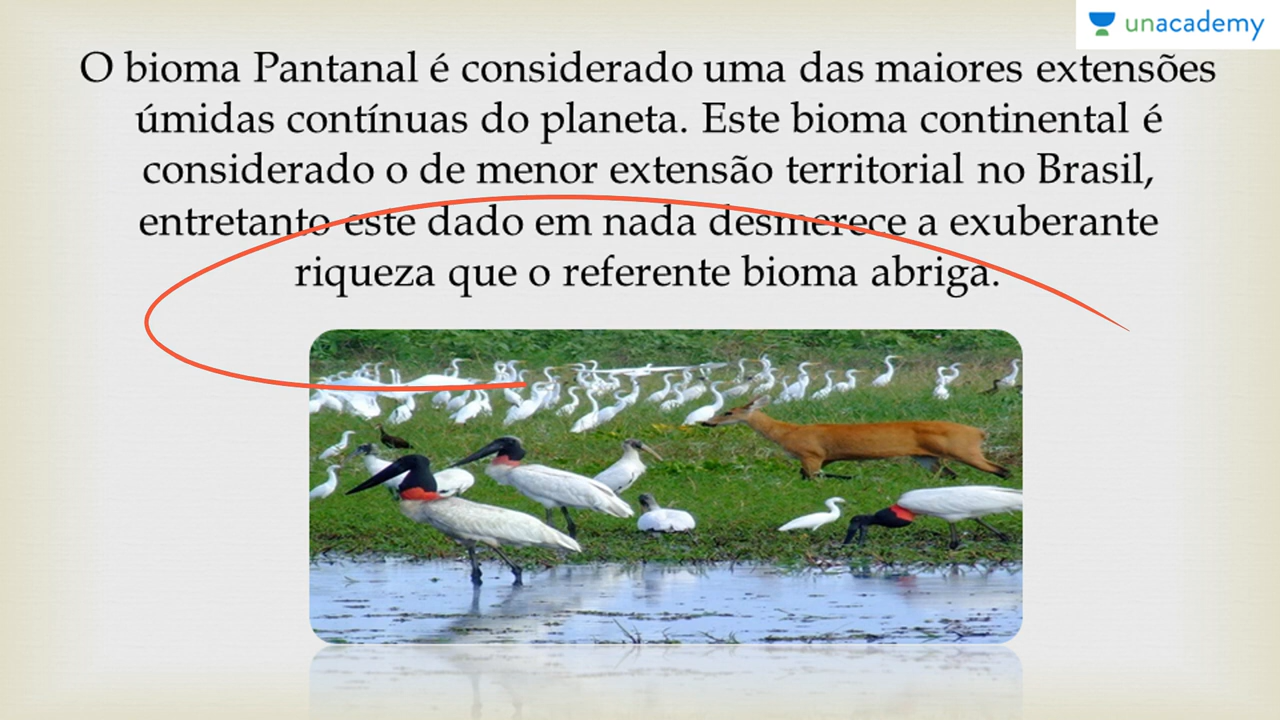 unacademy
O bioma Pantanal é considerado uma das maiores extensões
úmidas contínuas do planeta. Este bioma continental é
considerado o de menor extensão territorial no Brasil,
entretanto este dado em nada desmerece a exuberante
riqueza que o referente bioma abriga.